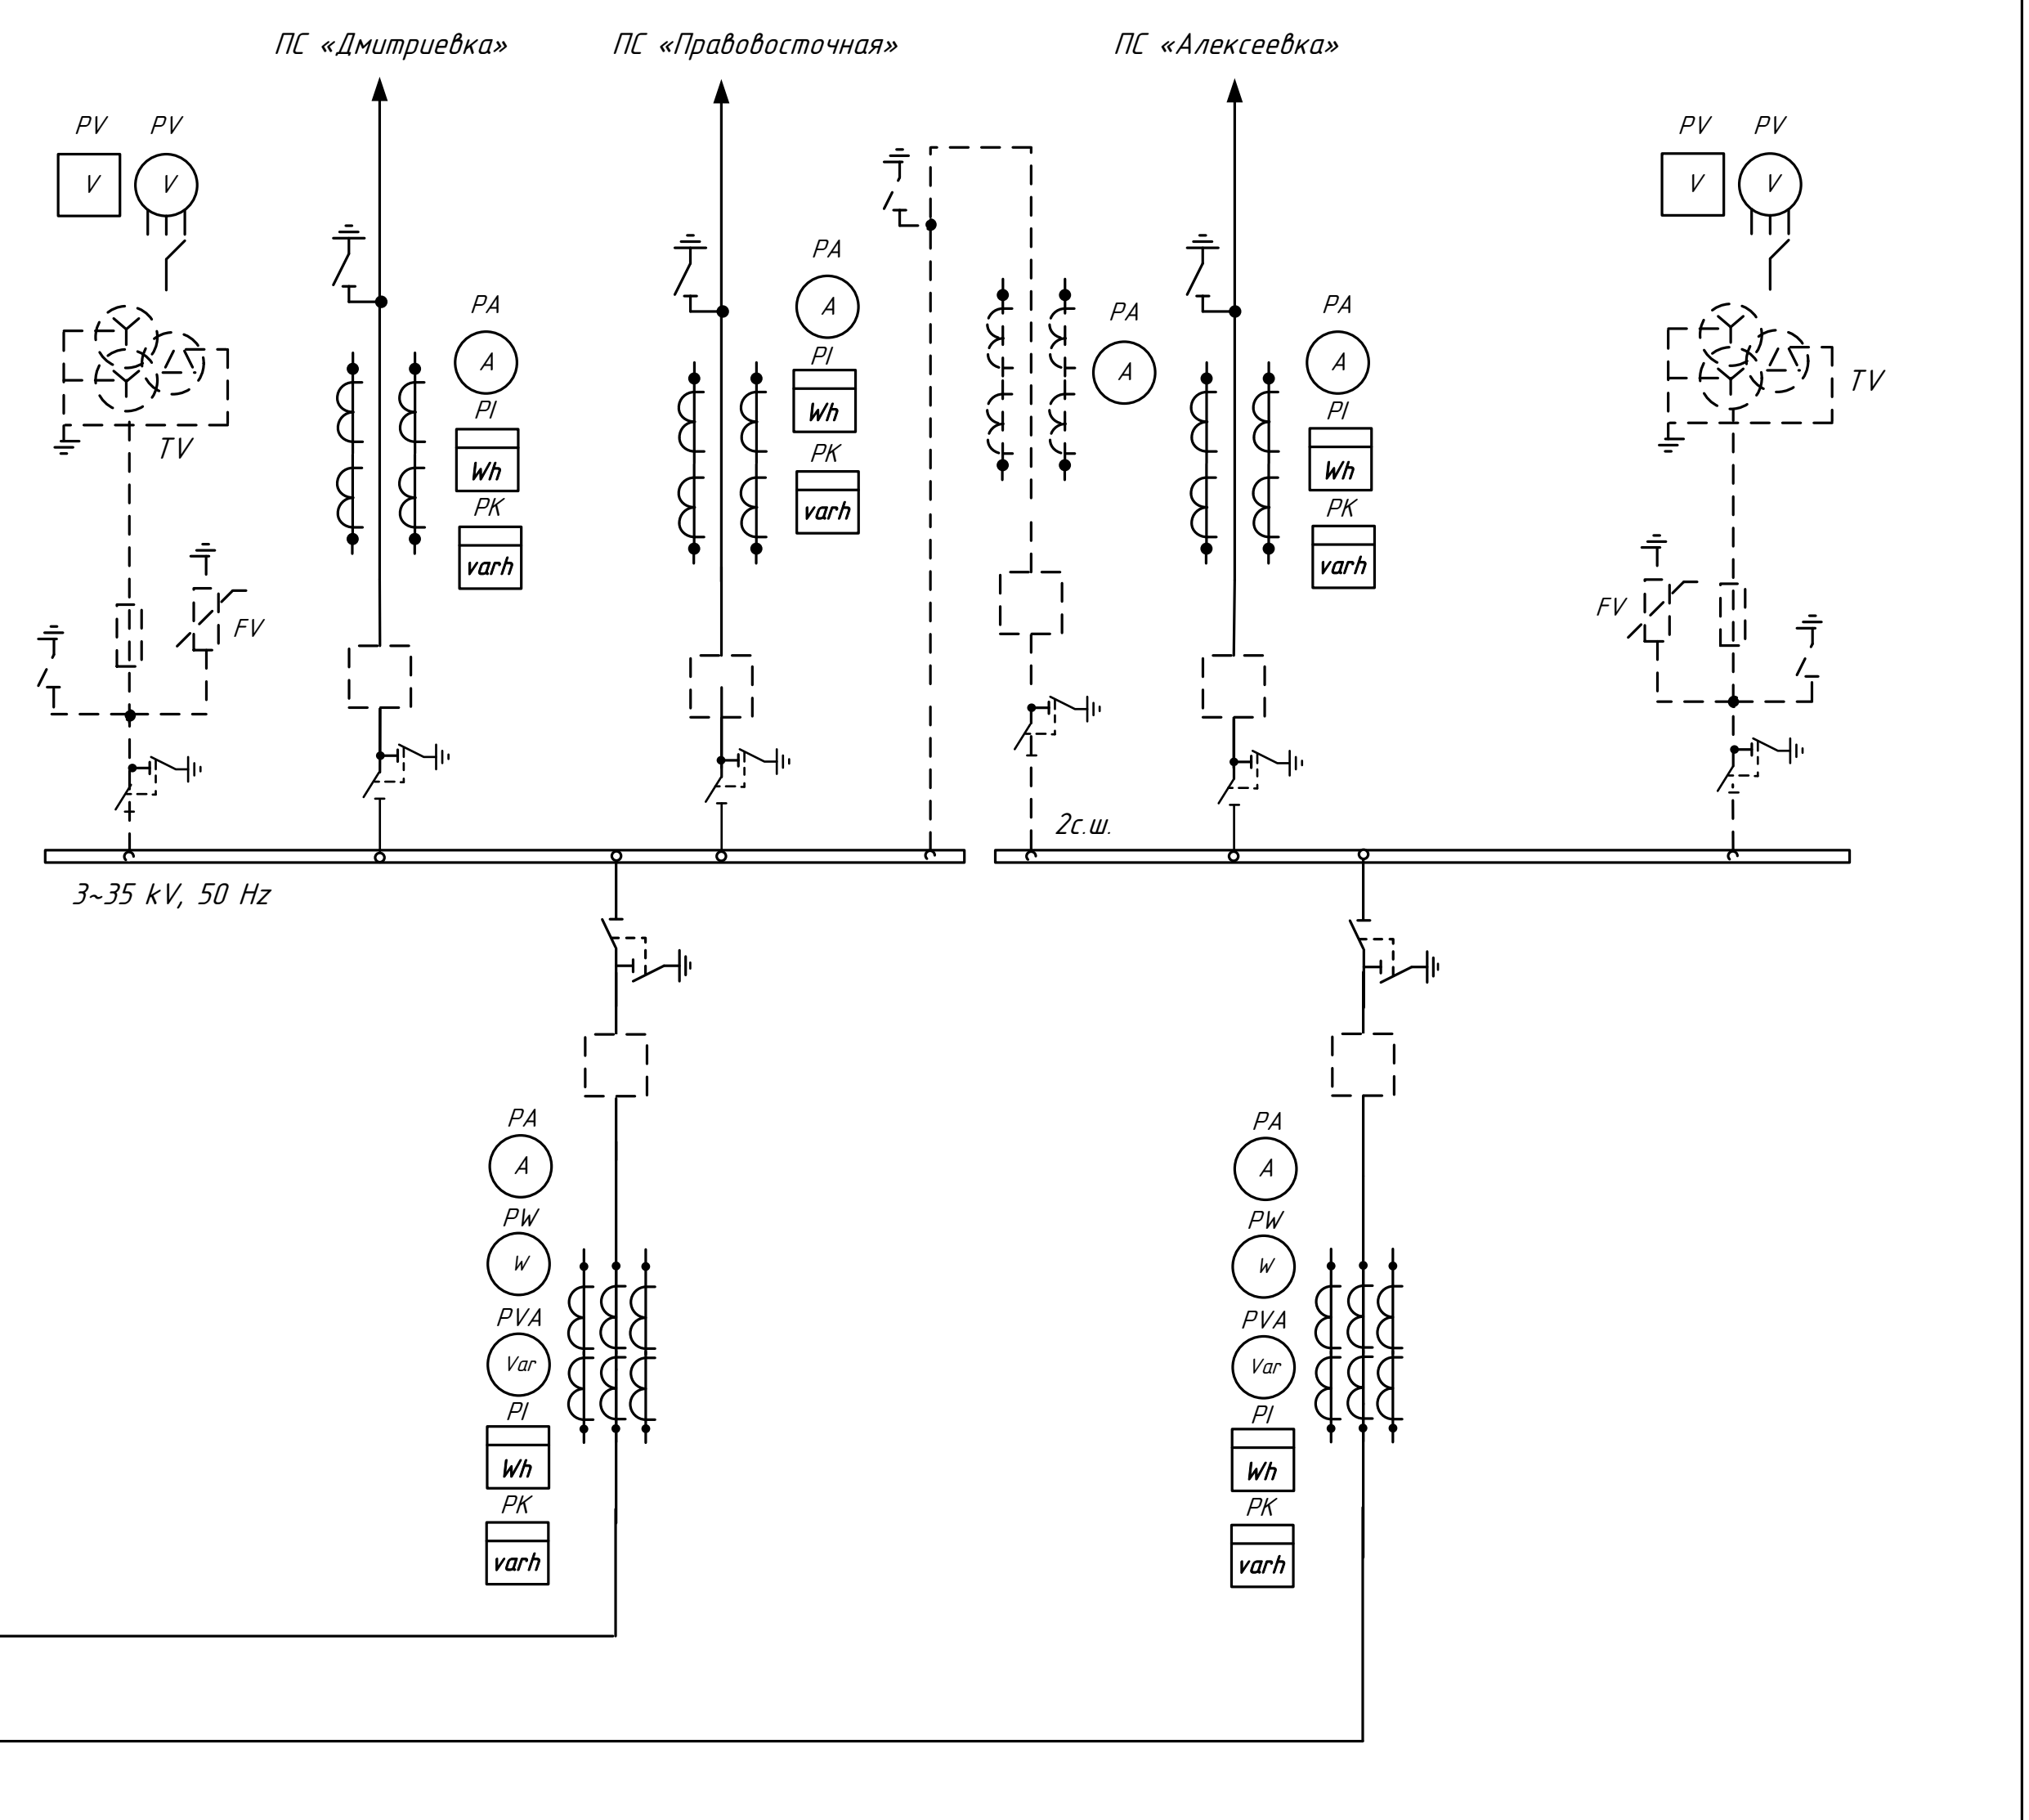 ПС «Дмитриевка»
ПС «Правовосточная»
ПС «Алексеевка»
PV
PV
V
V
PV
PV
V
V
PA
A
PA
A
PA
A
PA
A
PI
Wh
PI
Wh
PI
Wh
PK
varh
PK
varh
PK
varh
TV
TV
FV
FV
2с.ш.
3~35 kV, 50 Hz
PA
A
PW
W
PVA
Var
PI
Wh
PK
varh
PA
A
PW
W
PVA
Var
PI
Wh
PK
varh